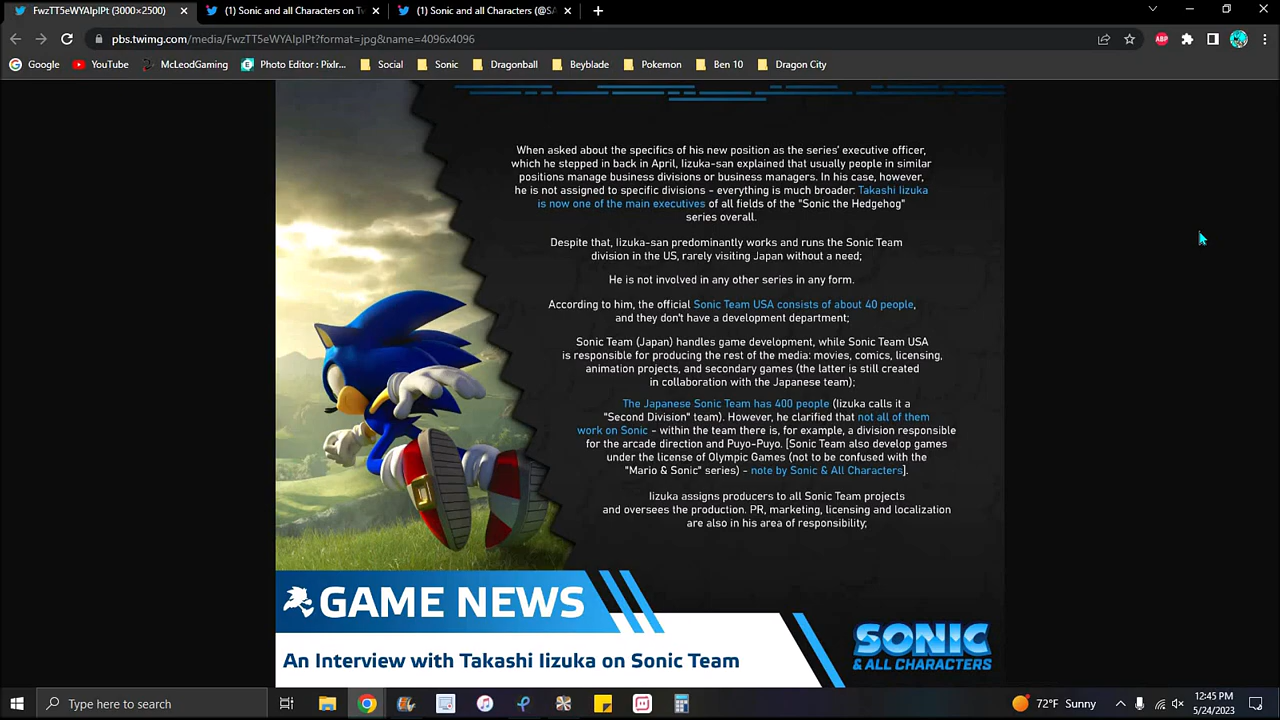 FwzTT5eWYAIpIPt (3000×2500)
(1) Sonic and all Characters on Tw
(1) Sonic and all Characters (@SA
pbs.twimg.com/media/FwzTT5eWYAIpIPt?format=jpg&name=4096x4096
ABP
Google
YouTube
McLeodGaming
Photo Editor : Pixlr...
Social
Sonic
Dragonball
Beyblade
Pokemon
Ben 10
Dragon City
When asked about the specifics of his new position as the series' executive officer,
which he stepped in back in April, Iizuka-san explained that usually people in similar
positions manage business divisions or business managers. In his case, however,
he is not assigned to specific divisions - everything is much broader: Takashi Iizuka
is now one of the main executives of all fields of the "Sonic the Hedgehog"
series overall.
Despite that, Iizuka-san predominantly works and runs the Sonic Team
division in the US, rarely visiting Japan without a need;
He is not involved in any other series in any form.
According to him, the official Sonic Team USA consists of about 40 people,
and they don't have a development department;
Sonic Team (Japan) handles game development, while Sonic Team USA
is responsible for producing the rest of the media: movies, comics, licensing,
animation projects, and secondary games (the latter is still created
in collaboration with the Japanese team);
The Japanese Sonic Team has 400 people (Iizuka calls it a
"Second Division" team). However, he clarified that not all of them
work on Sonic - within the team there is, for example, a division responsible
for the arcade direction and Puyo-Puyo. [Sonic Team also develop games
under the license of Olympic Games (not to be confused with the
"Mario & Sonic" series) - note by Sonic & All Characters].
Iizuka assigns producers to all Sonic Team projects
and oversees the production. PR, marketing, licensing and localization
are also in his area of responsibility;
GAME NEWS
An Interview with Takashi Iizuka on Sonic Team
SONIC
& ALL CHARACTERS
Type here to search
72°F Sunny
12:45 PM
5/24/2023